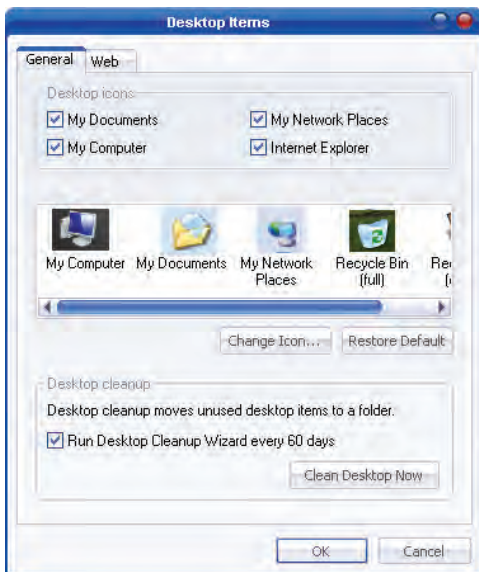 Desktop Items
General Web
Desktop icons
My Documents My Network Places
My Computer Internet Explorer
My Computer My Documents My Network Places Recycle Bin (full)
Change Icon... Restore Default
Desktop cleanup
Desktop cleanup moves unused desktop items to a folder.
Run Desktop Cleanup Wizard every 60 days
Clean Desktop Now
OK Cancel